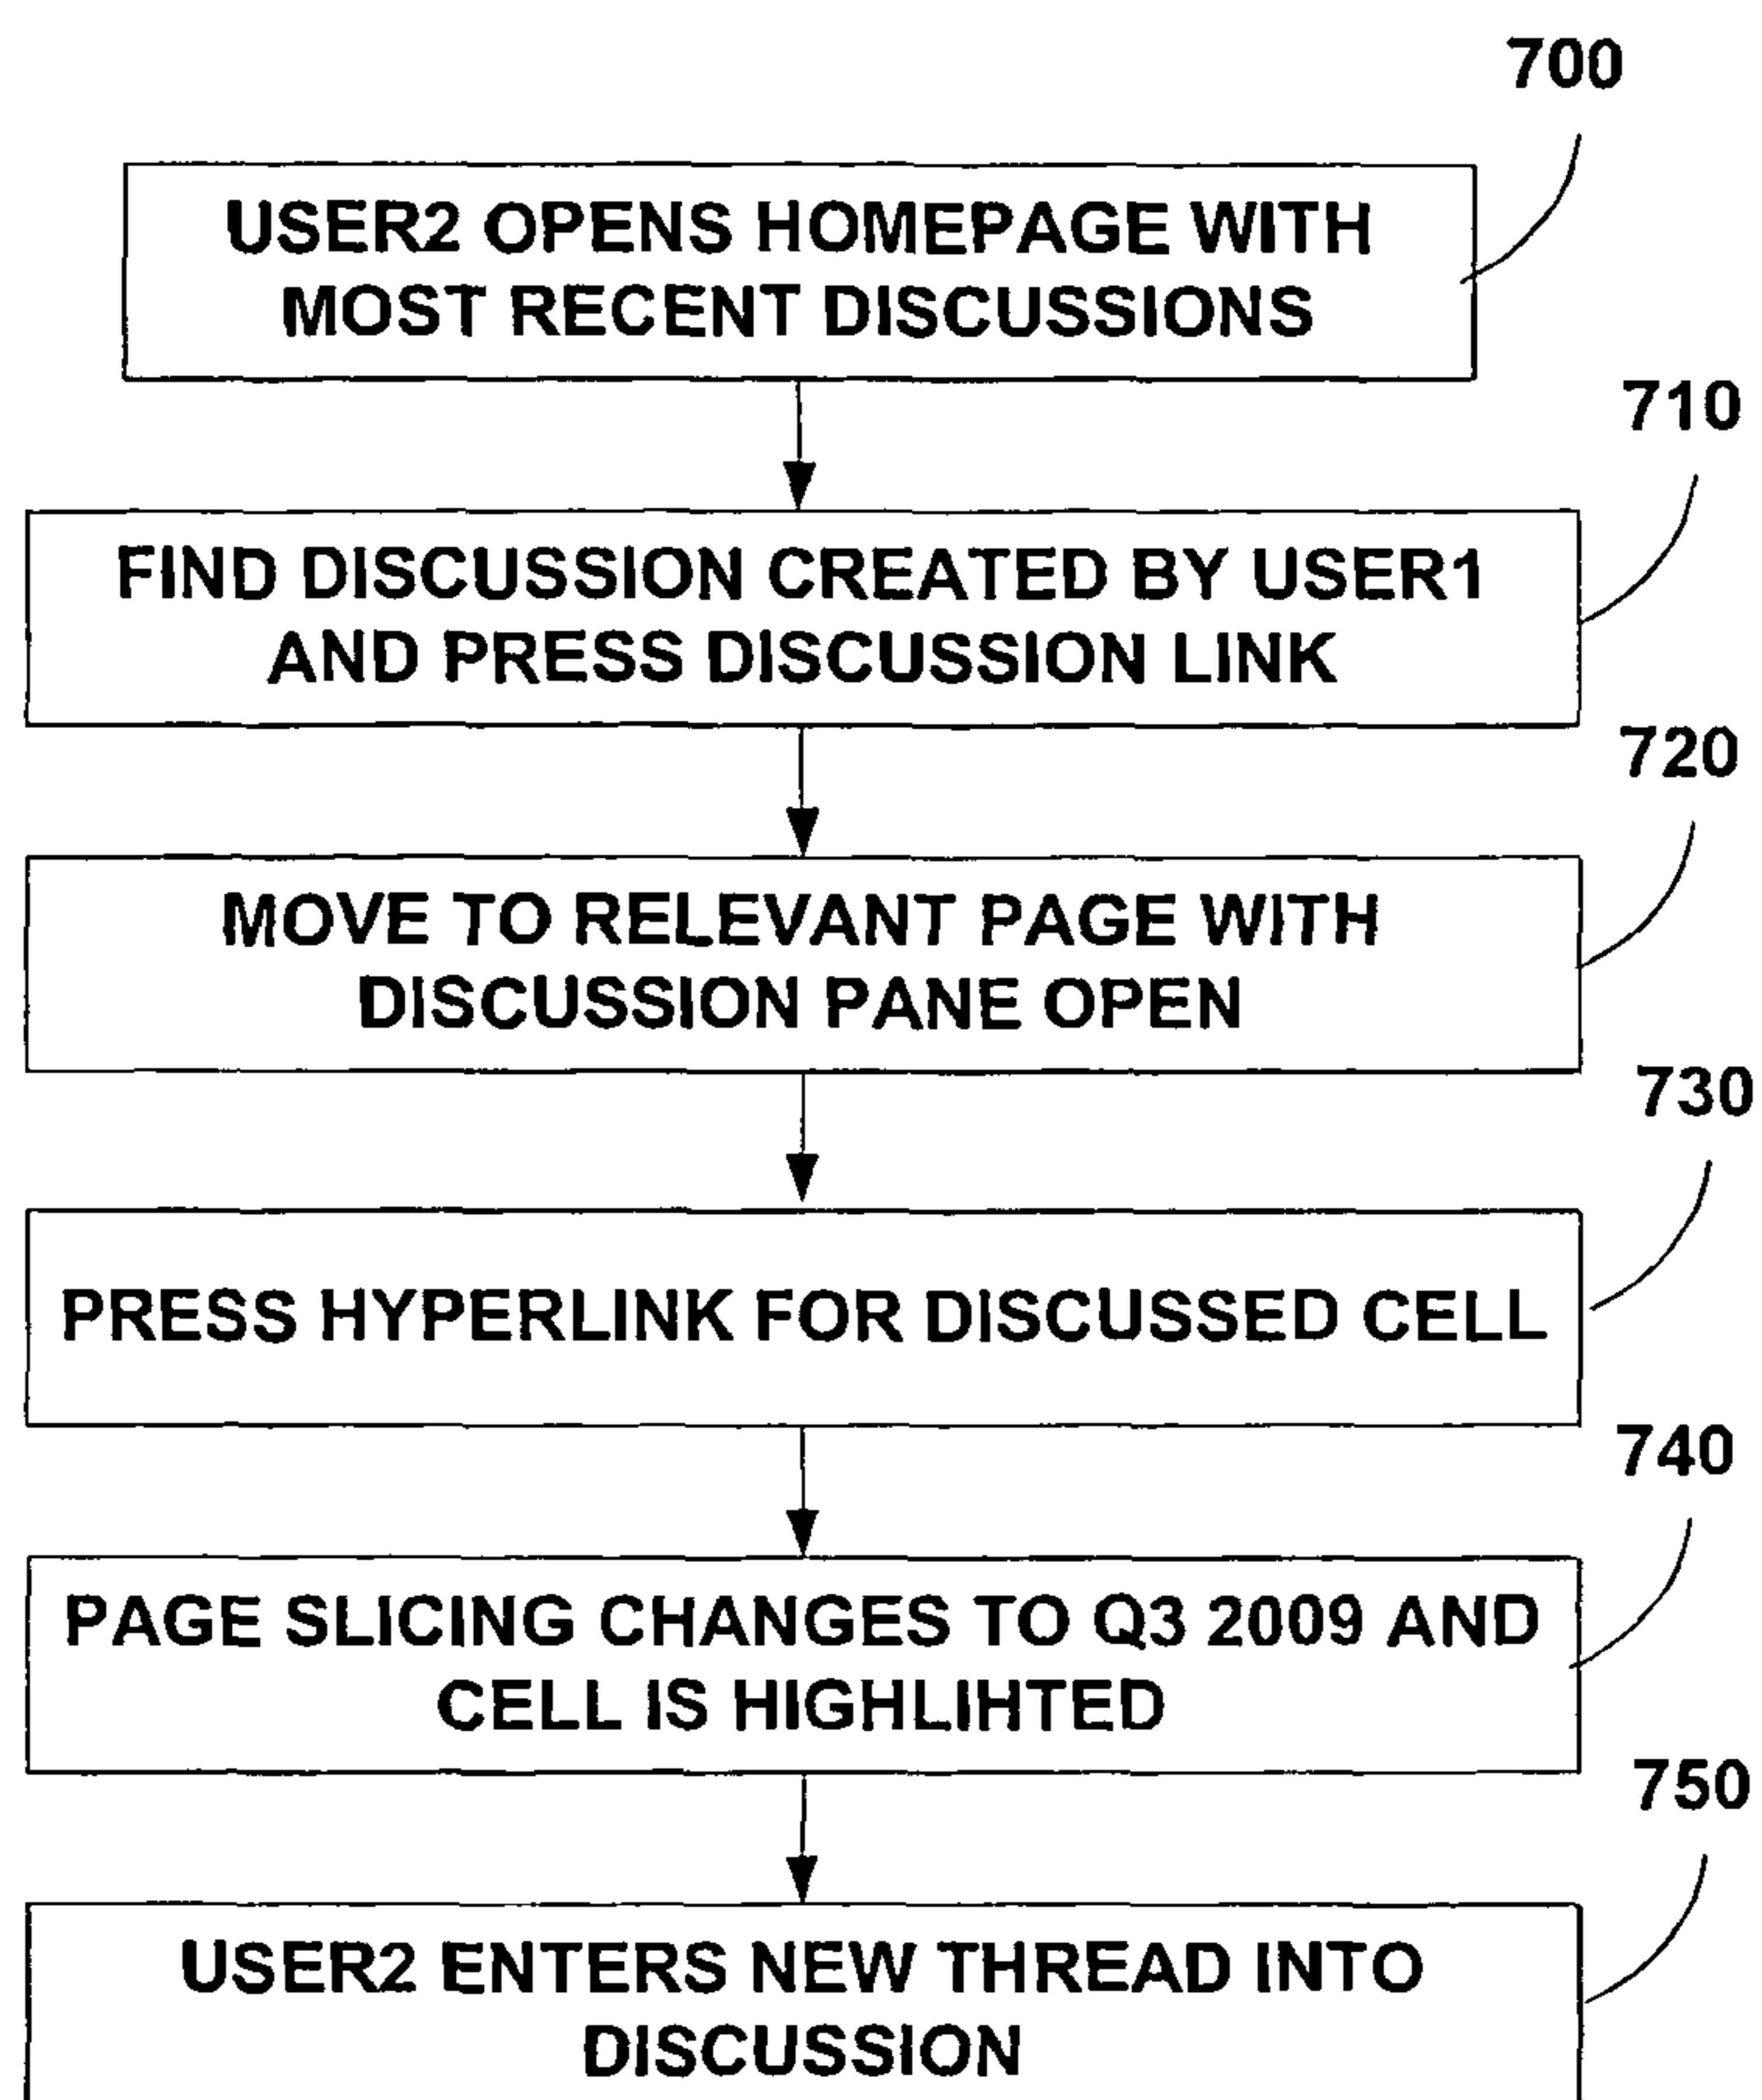 700
USER2 OPENS HOMEPAGE WITH
MOST RECENT DISCUSSIONS
710
FIND DISCUSSION CREATED BY USER1
AND PRESS DISCUSSION LINK
720
MOVE TO RELEVANT PAGE WITH
DISCUSSION PANE OPEN
730
PRESS HYPERLINK FOR DISCUSSED CELL
740
PAGE SLICING CHANGES TO Q3 2009 AND
CELL IS HIGHLIHTED
750
USER2 ENTERS NEW THREAD INTO
DISCUSSION